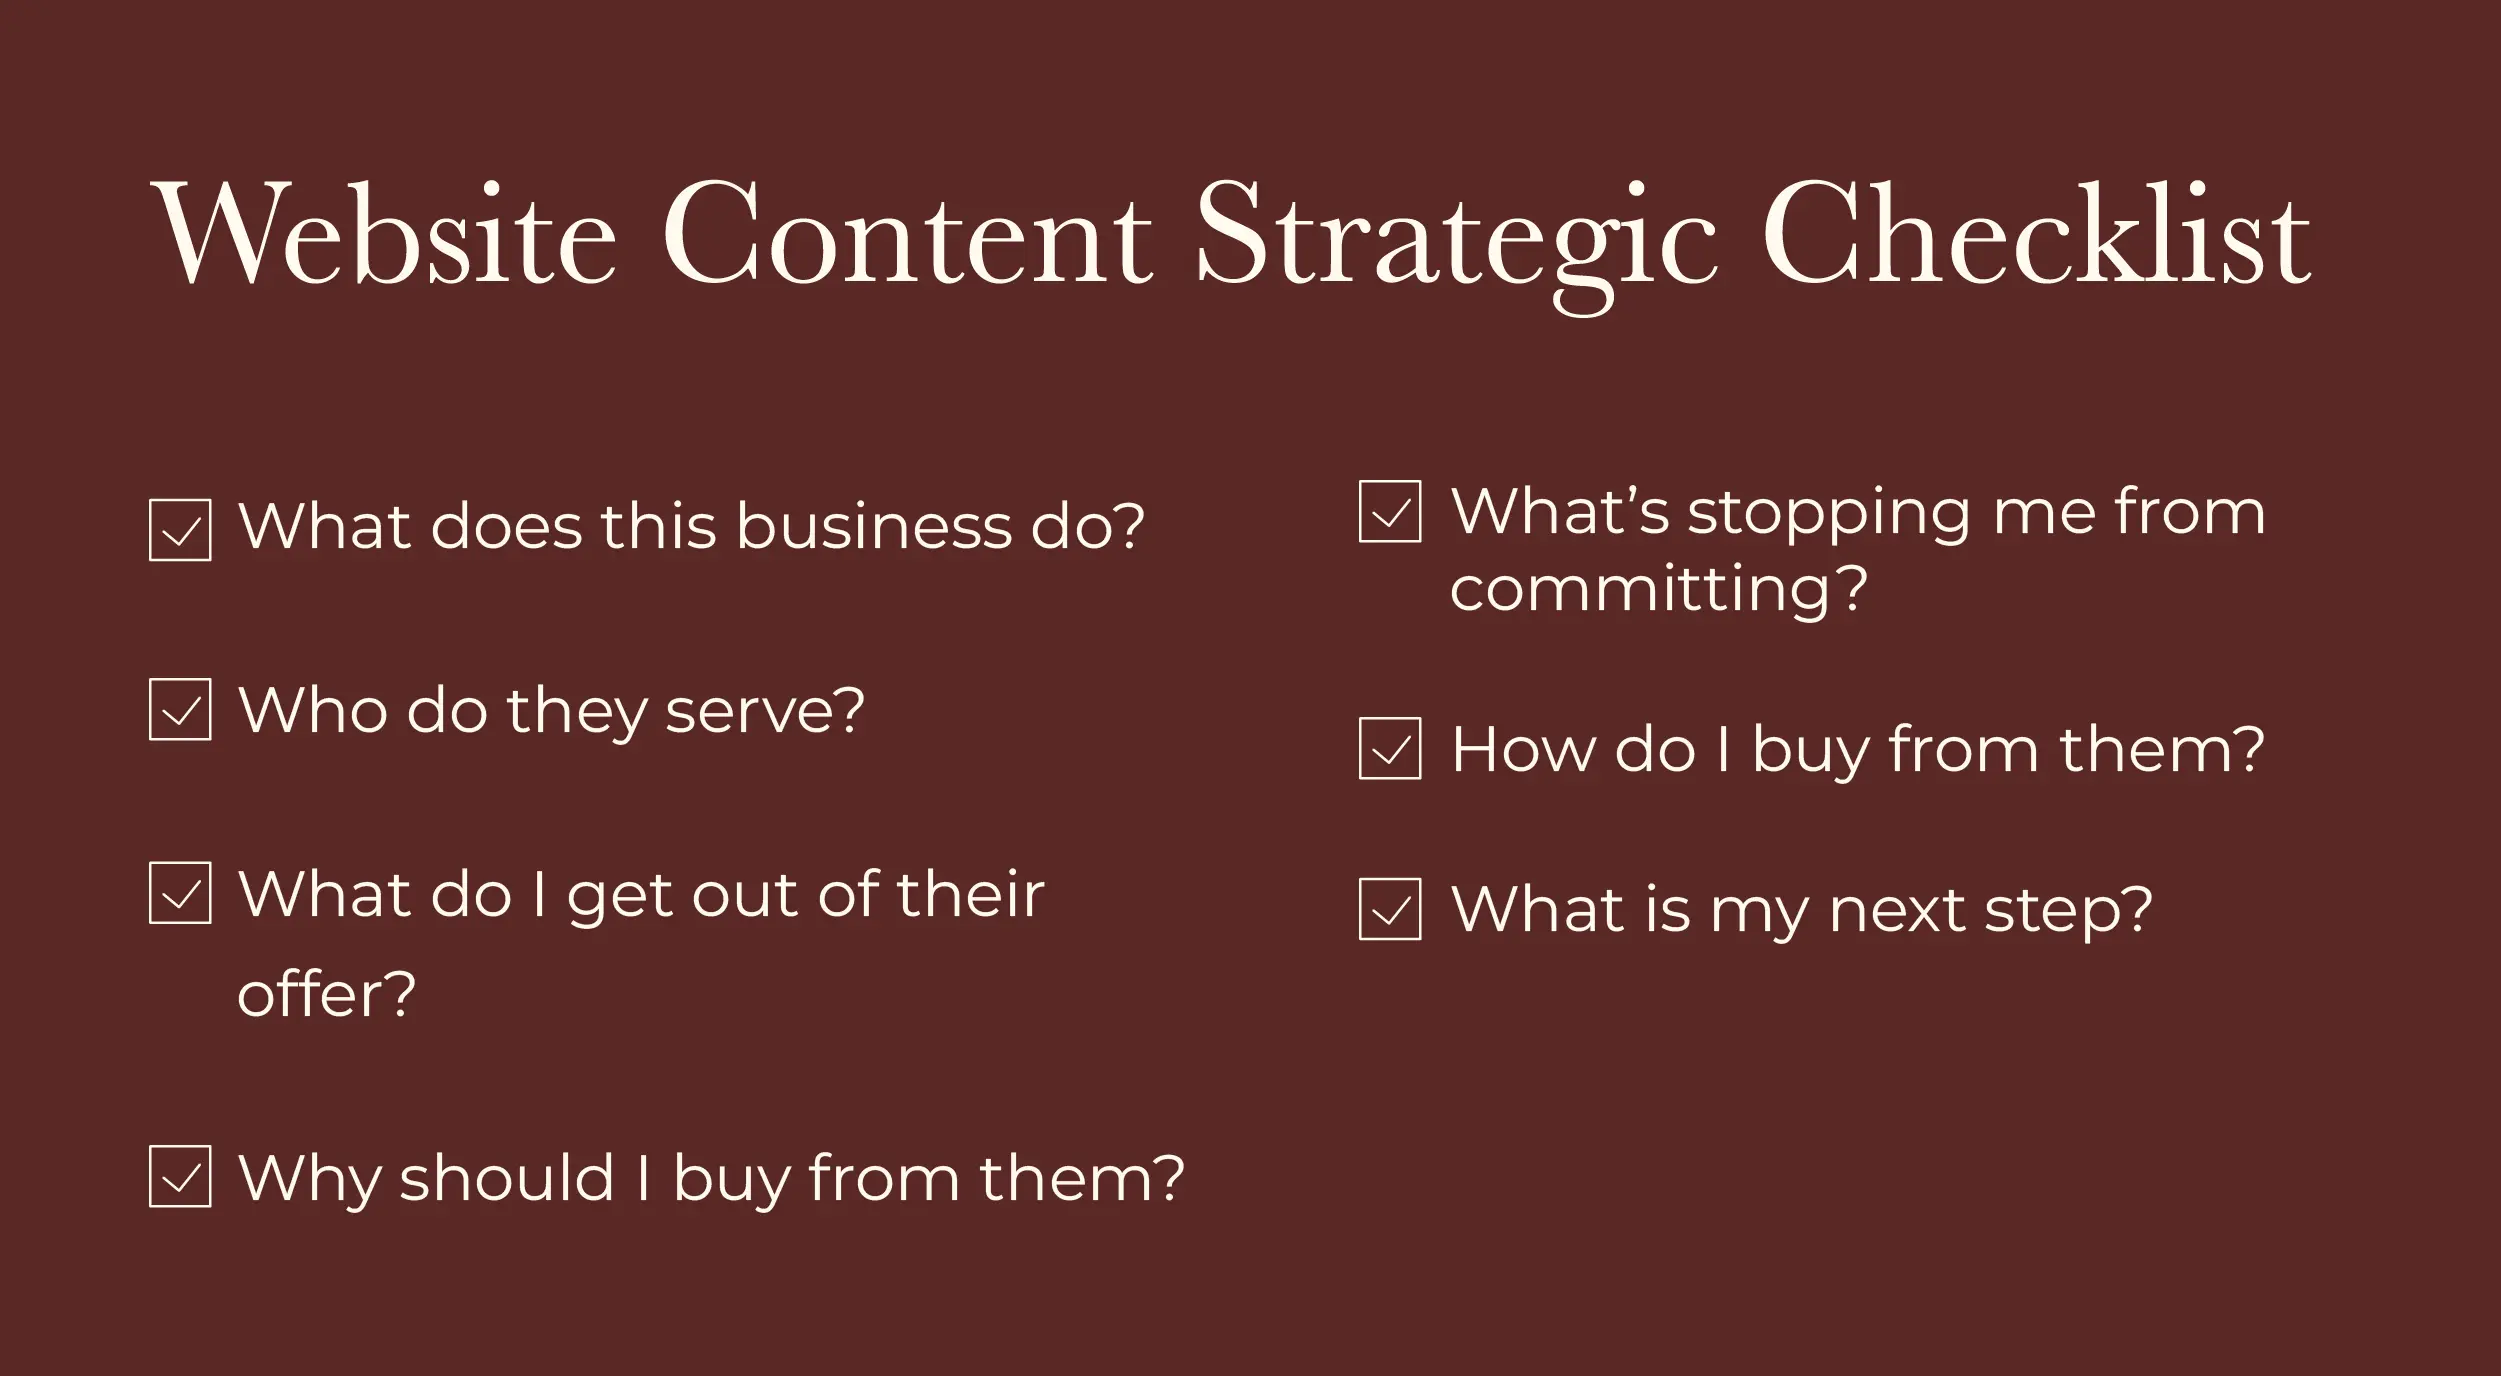 Website Content Strategic Checklist
What does this business do?
Who do they serve?
What do I get out of their
offer?
Why should I buy from them?
What’s stopping me from
committing?
How do I buy from them?
What is my next step?